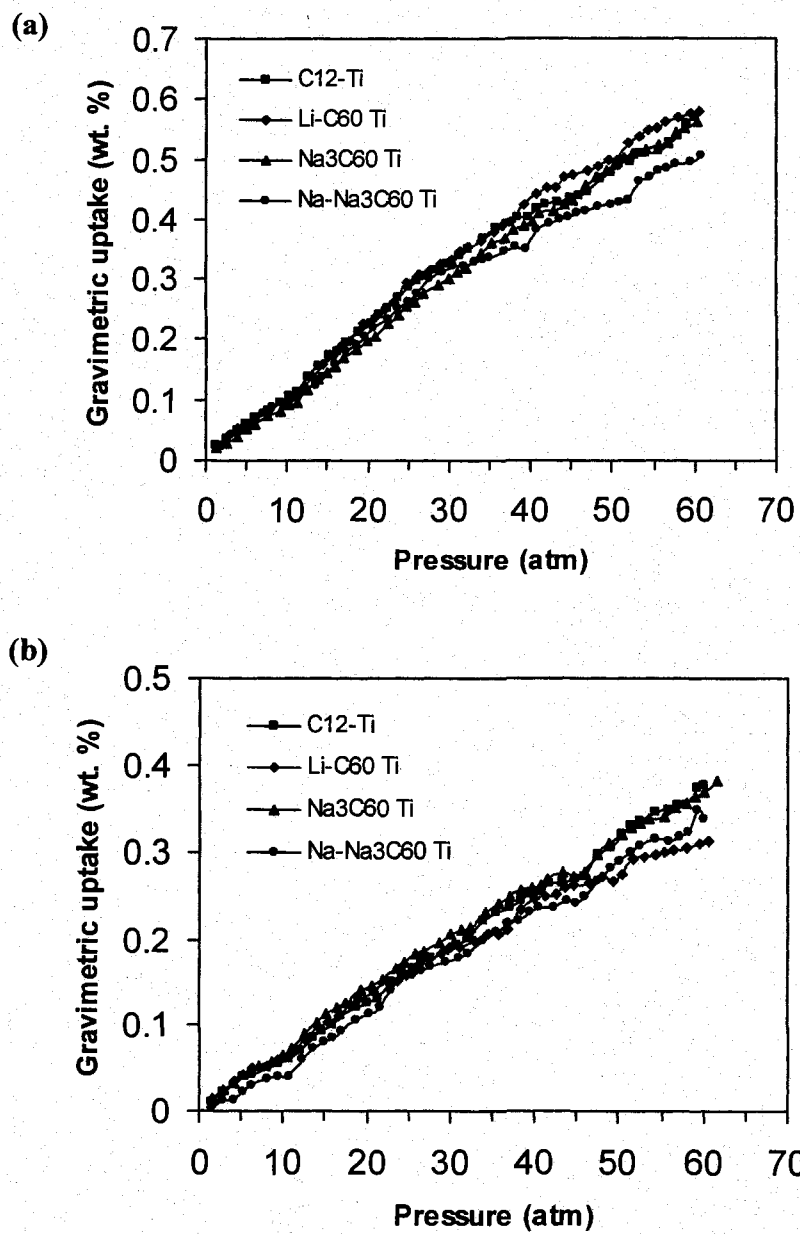 (a)
Gravimetric uptake (wt. %)
0.7
0.6
0.5
0.4
0.3
0.2
0.1
0
C12-Ti
Li-C60 Ti
Na3C60 Ti
Na-Na3C60 Ti
0 10 20 30 40 50 60 70
Pressure (atm)
(b)
Gravimetric uptake (wt. %)
0.5
0.4
0.3
0.2
0.1
0
C12-Ti
Li-C60 Ti
Na3C60 Ti
Na-Na3C60 Ti
0 10 20 30 40 50 60 70
Pressure (atm)